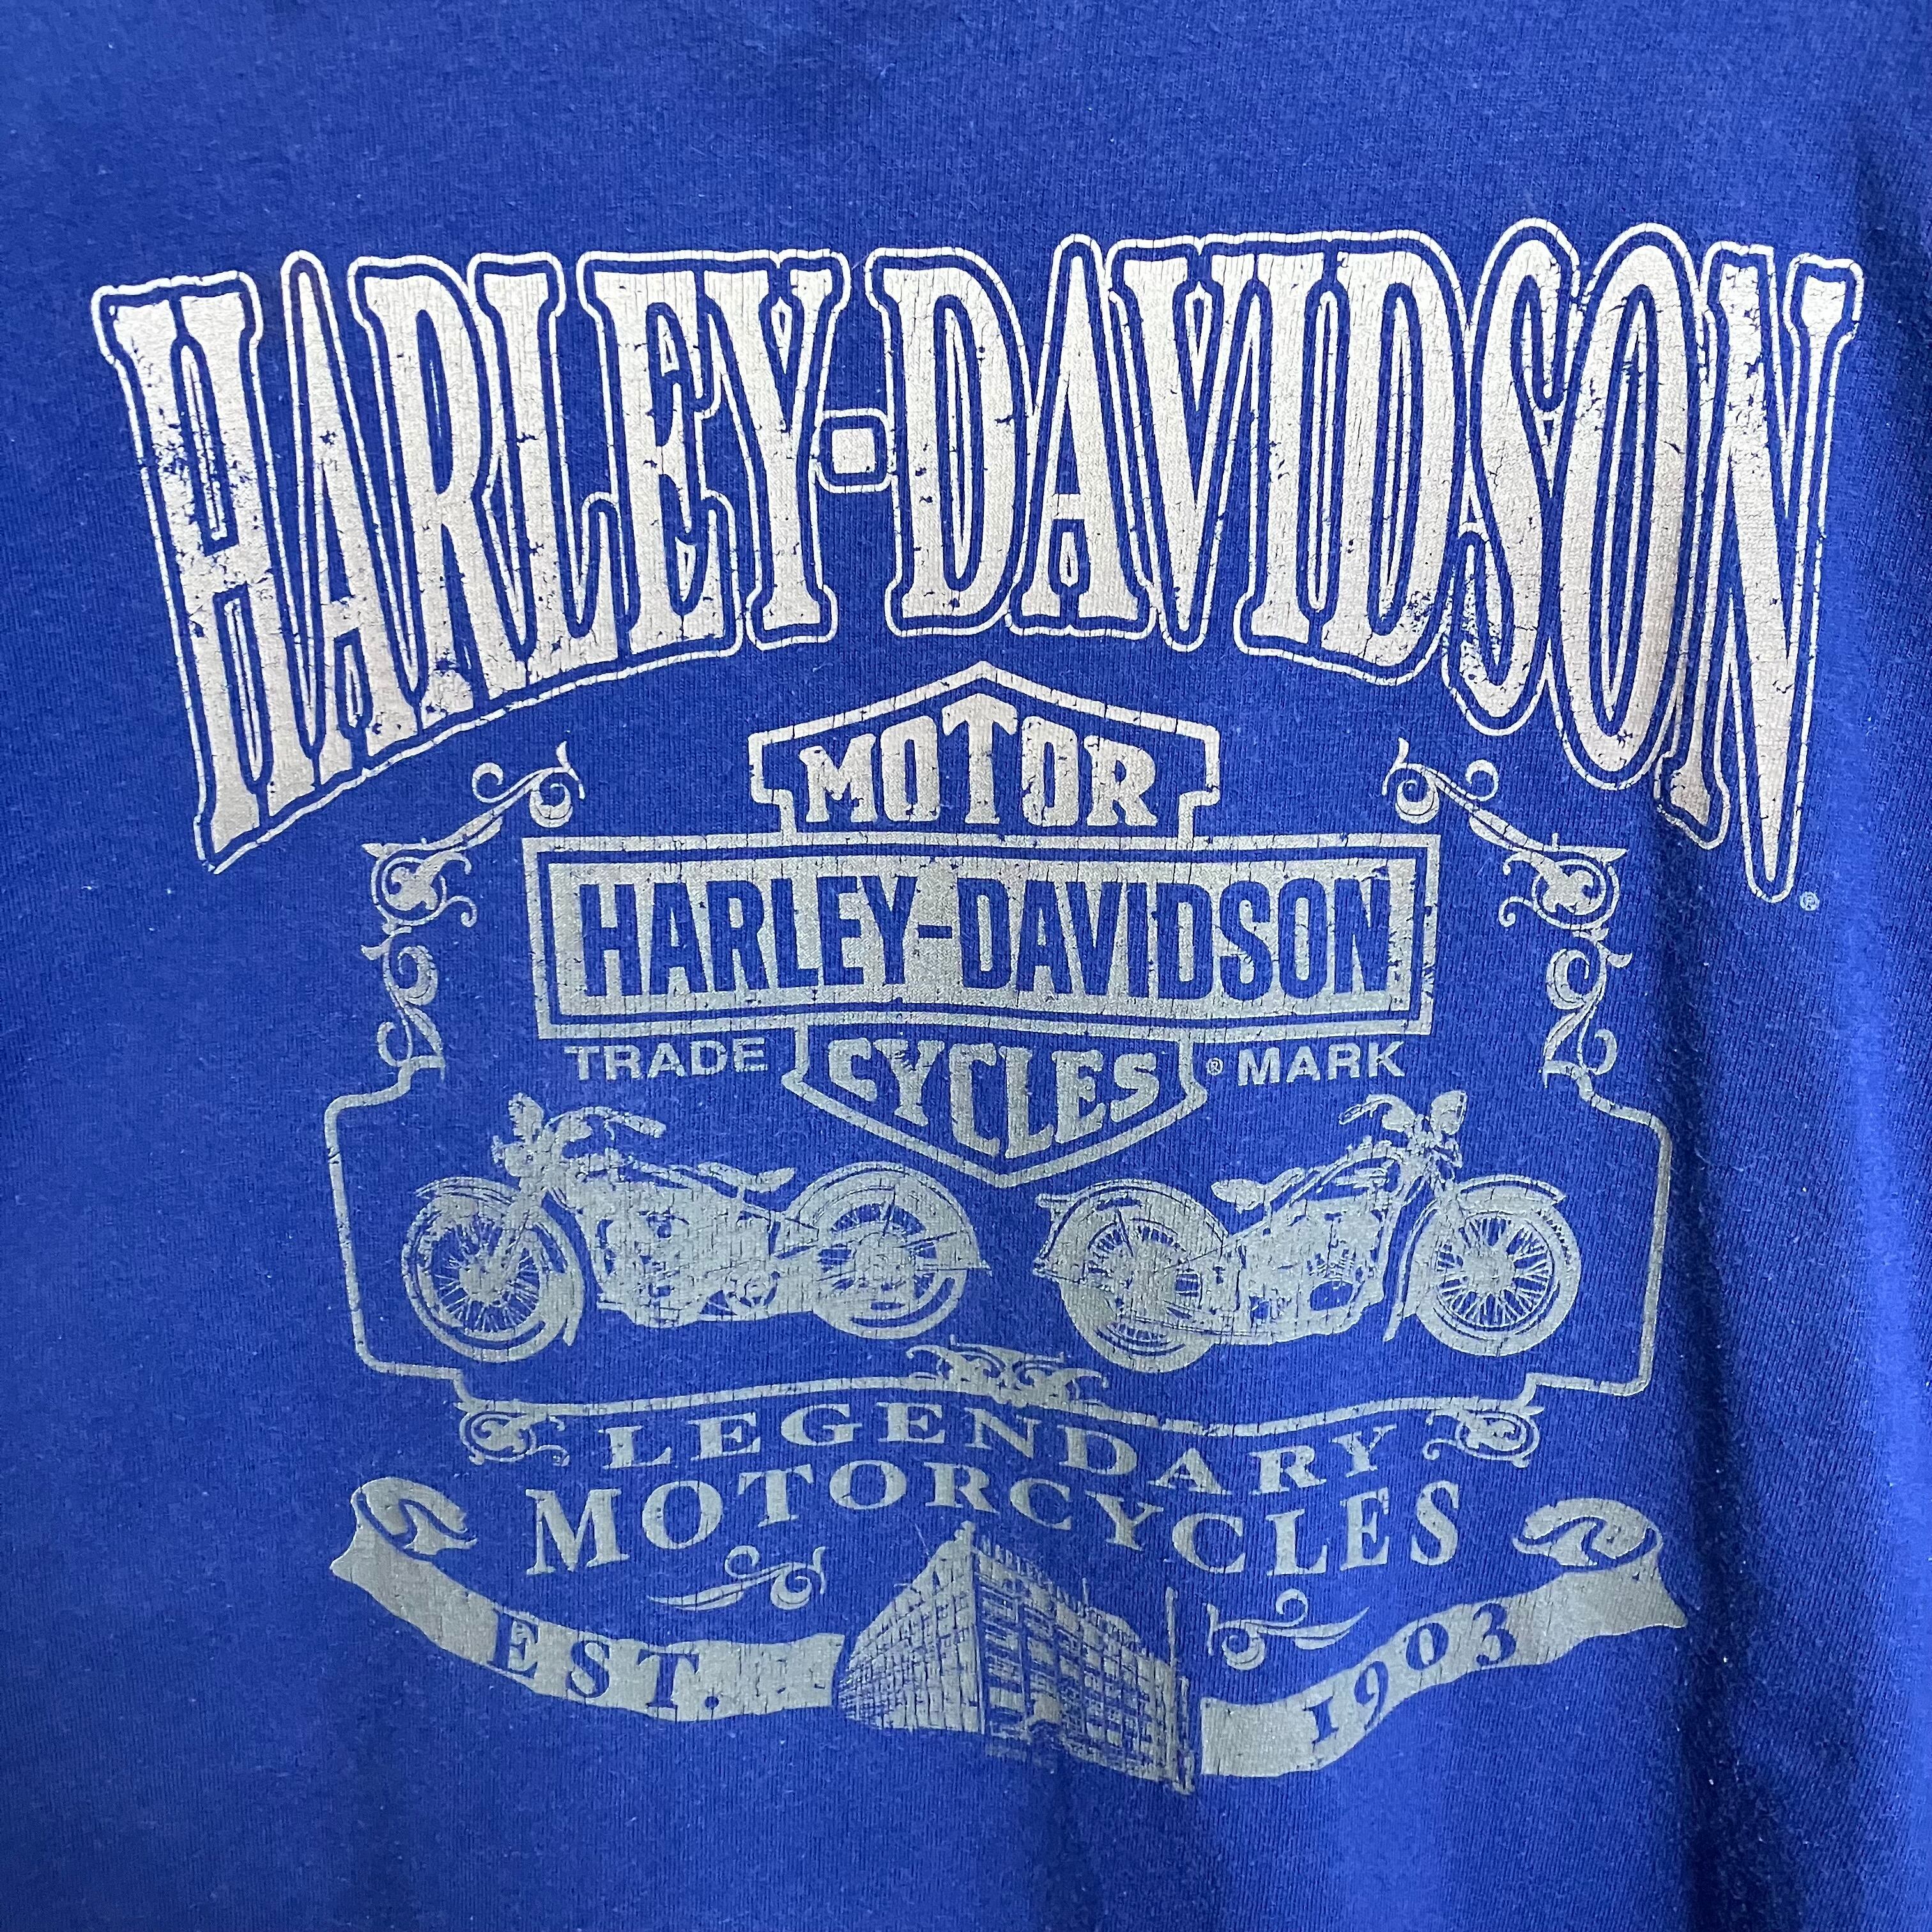 HARLEY-DAVIDSON®
MOTOR
HARLEY-DAVIDSON
TRADE CYCLES® MARK
LEGENDARY
MOTORCYCLES
EST. 1903